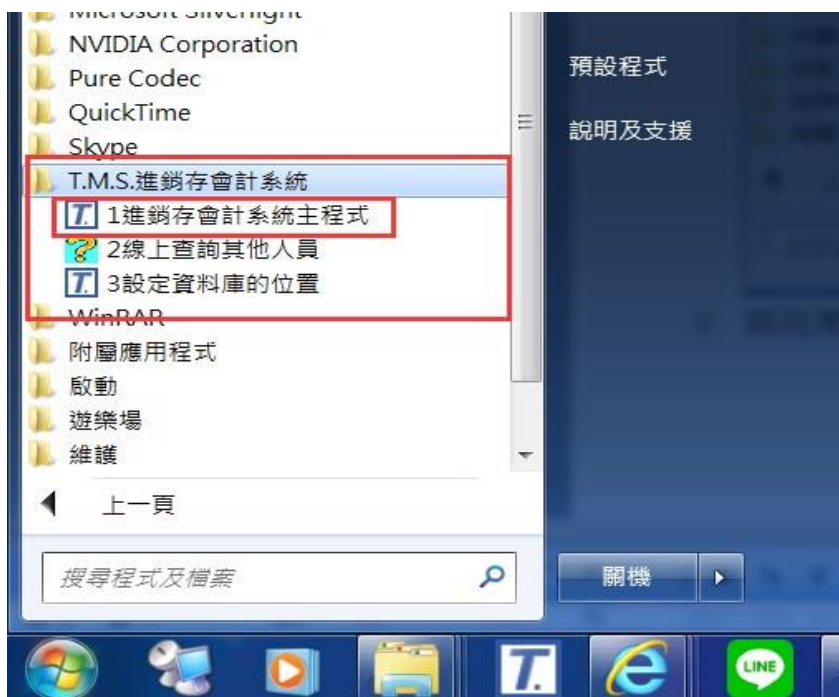 Microsoft Silverlight
NVIDIA Corporation
Pure Codec
QuickTime
Skype
T.M.S.進銷存會計系統
T. 1進銷存會計系統主程式
2線上查詢其他人員
T. 3設定資料庫的位置
WinRAR
附屬應用程式
啟動
遊樂場
維護
上一頁
搜尋程式及檔案
預設程式
說明及支援
關機
T.
LINE